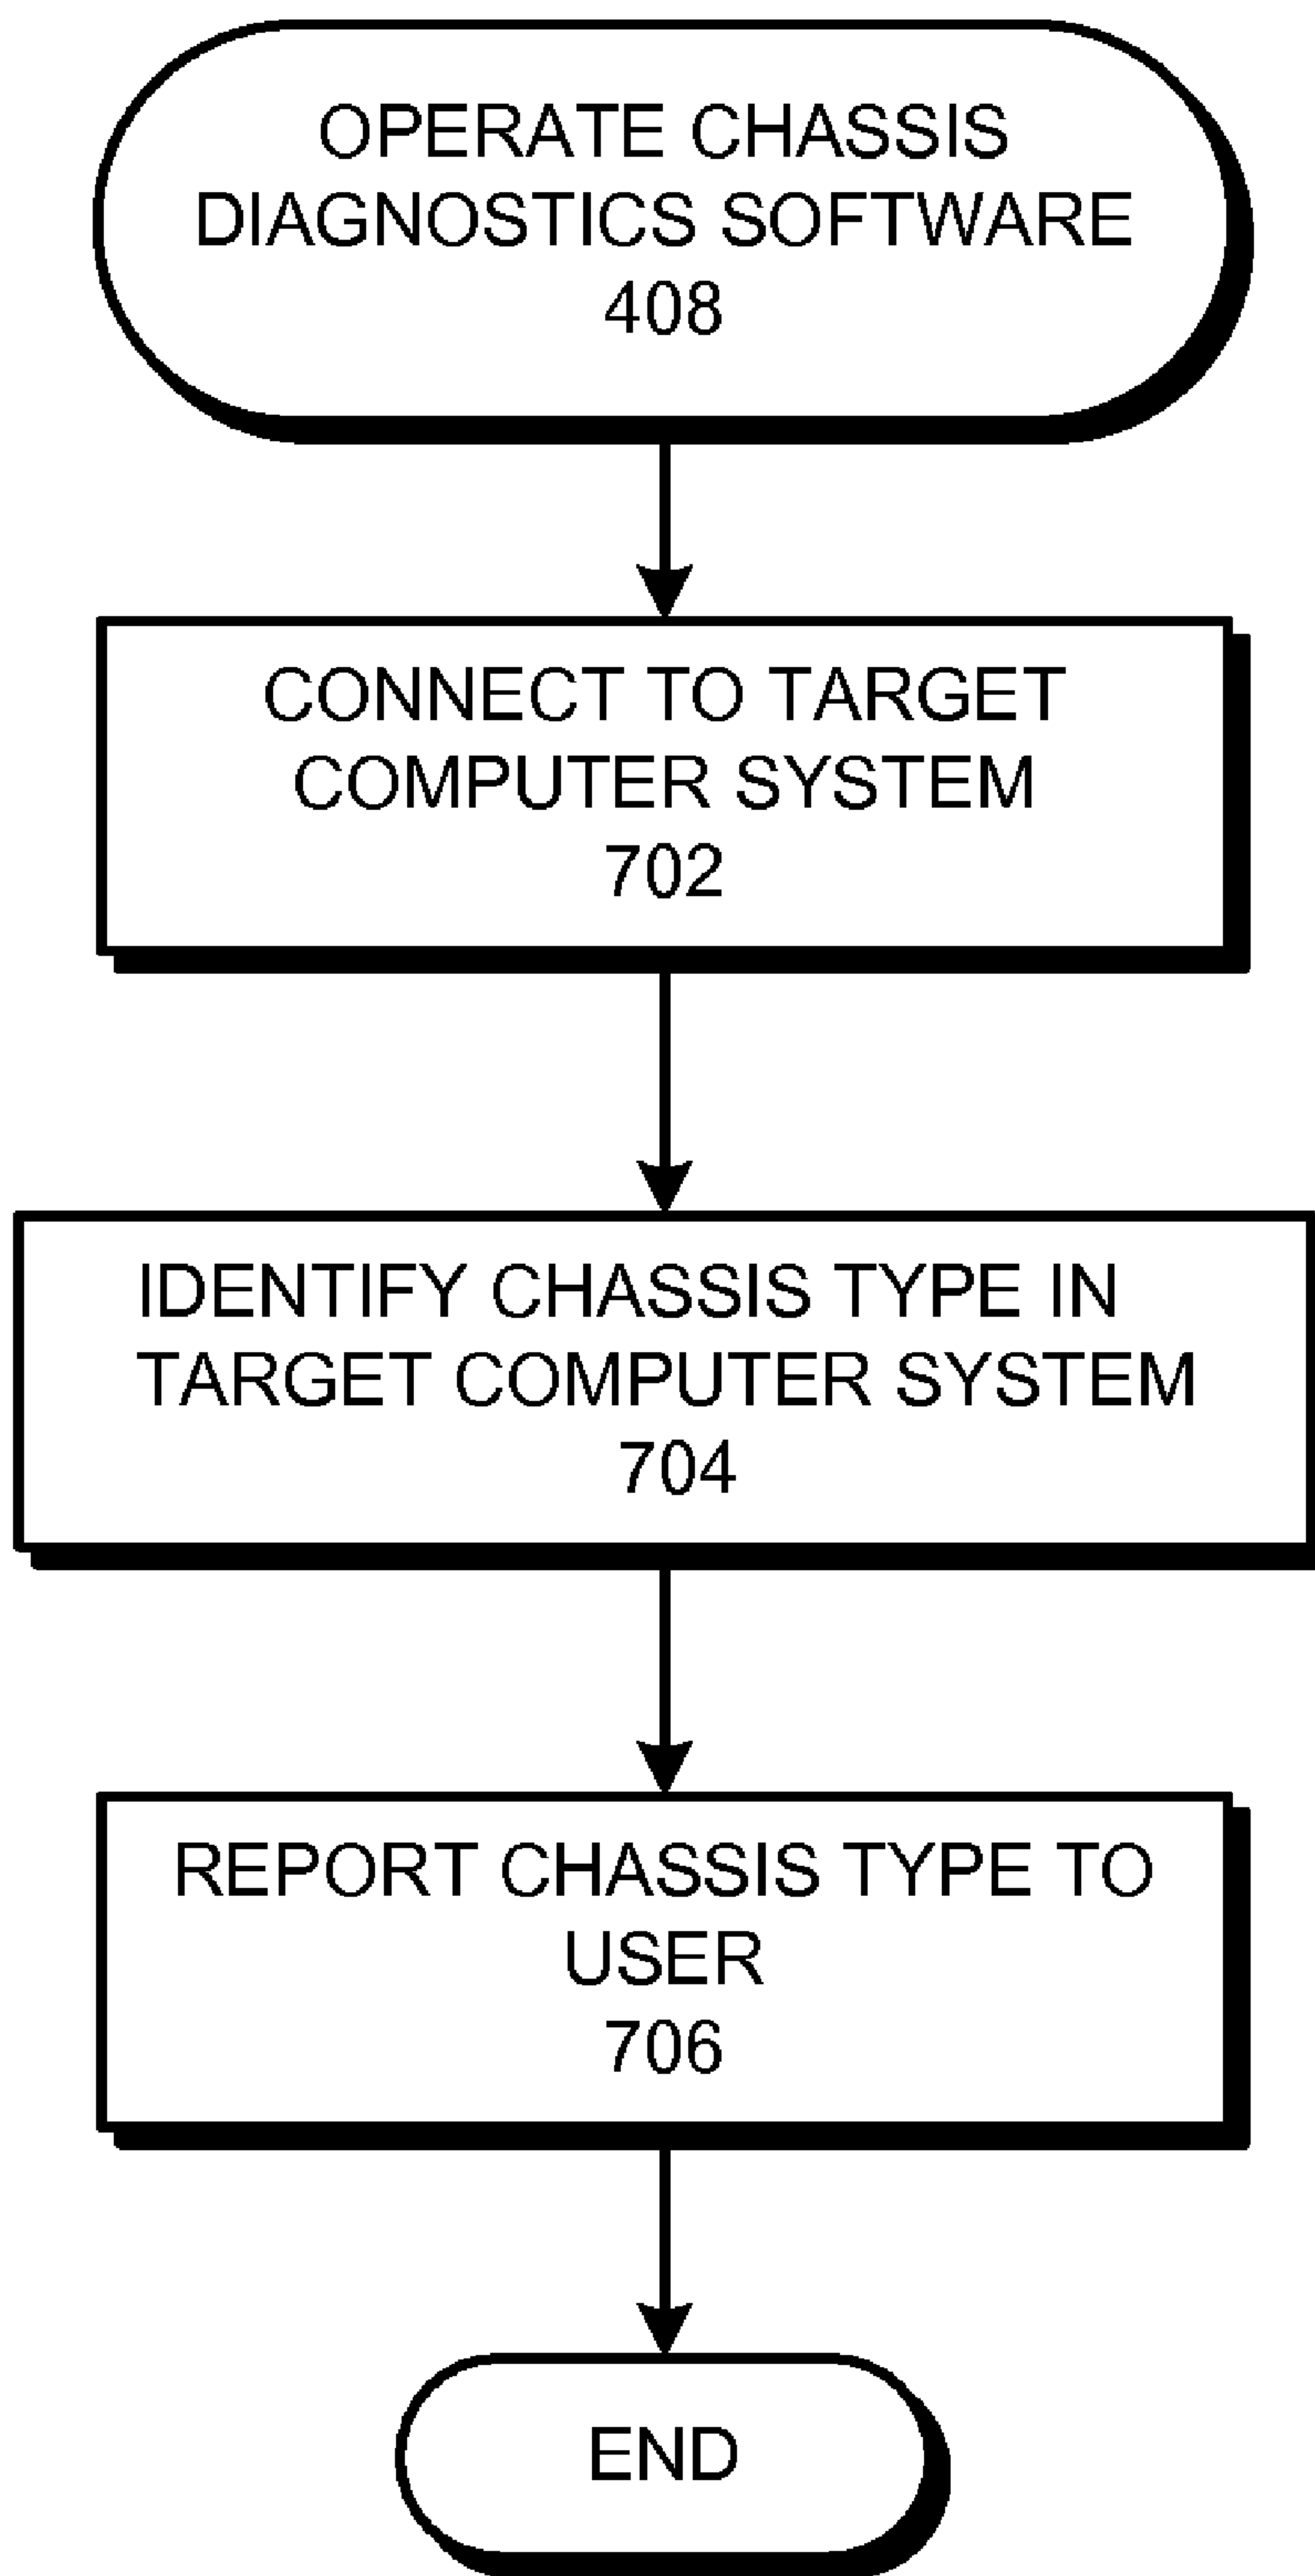 OPERATE CHASSIS
DIAGNOSTICS SOFTWARE
408
CONNECT TO TARGET
COMPUTER SYSTEM
702
IDENTIFY CHASSIS TYPE IN
TARGET COMPUTER SYSTEM
704
REPORT CHASSIS TYPE TO
USER
706
END